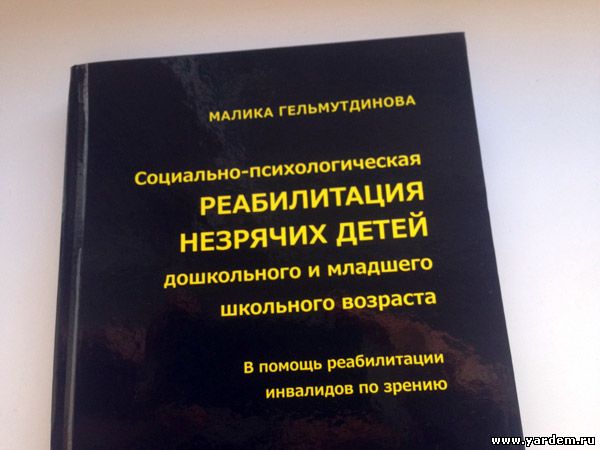 МАЛИКА ГЕЛЬМУТДИНОВА
Социально-психологическая
РЕАБИЛИТАЦИЯ
НЕЗРЯЧИХ ДЕТЕЙ
дошкольного и младшего
школьного возраста
В помощь реабилитации
инвалидов по зрению
www.yardem.ru